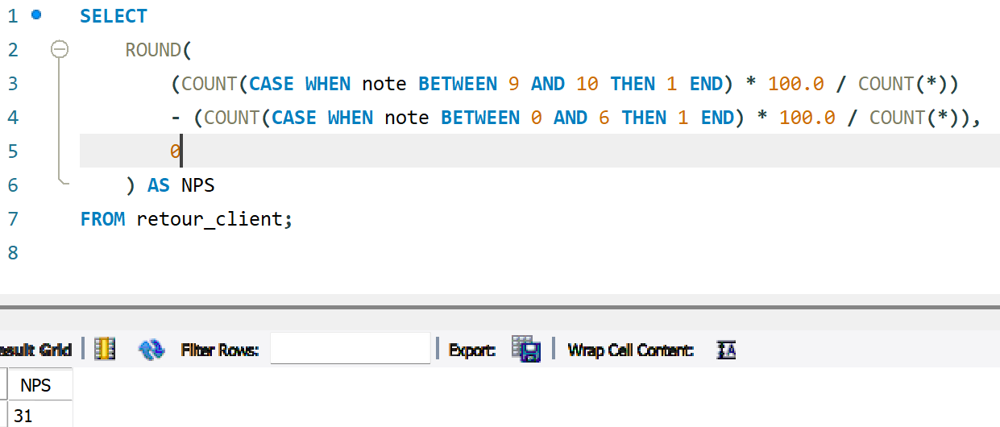 1 SELECT
2 ROUND(
3 (COUNT(CASE WHEN note BETWEEN 9 AND 10 THEN 1 END) * 100.0 / COUNT(*))
4 - (COUNT(CASE WHEN note BETWEEN 0 AND 6 THEN 1 END) * 100.0 / COUNT(*)),
5 0
6 ) AS NPS
7 FROM retour_client;
8
esult Grid Filter Rows: Export: Wrap Cell Content: IA
NPS
31